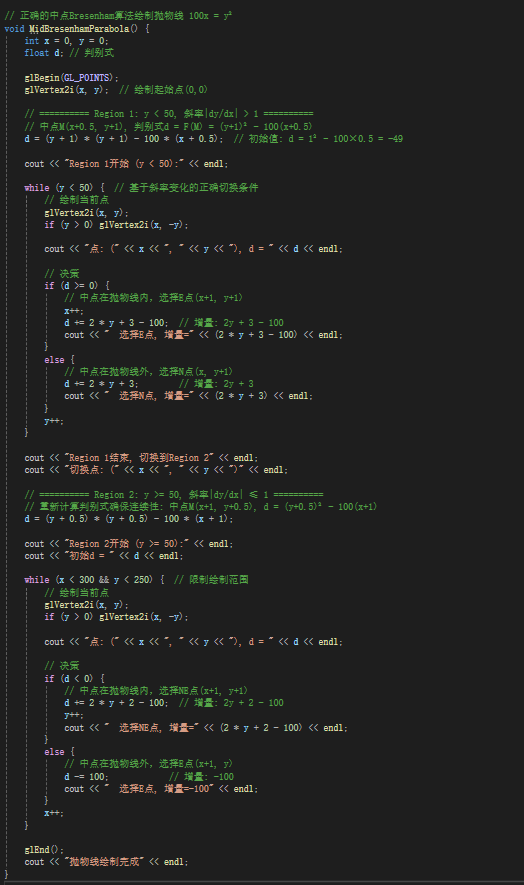 // 正确的中点Bresenham算法绘制抛物线 100x = y²
void MidBresenhamParabola() {
int x = 0, y = 0;
float d; // 判别式
glBegin(GL_POINTS);
glVertex2i(x, y); // 绘制起始点(0,0)
// ========== Region 1: y < 50, 斜率|dy/dx| > 1 ==========
// 中点M(x+0.5, y+1), 判别式d = F(M) = (y+1)² - 100(x+0.5)
d = (y + 1) * (y + 1) - 100 * (x + 0.5); // 初始值: d = 1² - 100×0.5 = -49
cout << "Region 1开始 (y < 50):" << endl;
while (y < 50) { // 基于斜率变化的正确切换条件
// 绘制当前点
glVertex2i(x, y);
if (y > 0) glVertex2i(x, -y);
cout << "点: (" << x << ", " << y << "), d = " << d << endl;
// 决策
if (d >= 0) {
// 中点在抛物线内, 选择E点(x+1, y+1)
x++;
d += 2 * y + 3 - 100; // 增量: 2y + 3 - 100
cout << " 选择E点, 增量=" << (2 * y + 3 - 100) << endl;
}
else {
// 中点在抛物线外, 选择N点(x, y+1)
d += 2 * y + 3; // 增量: 2y + 3
cout << " 选择N点, 增量=" << (2 * y + 3) << endl;
}
y++;
}
cout << "Region 1结束, 切换到Region 2" << endl;
cout << "切换点: (" << x << ", " << y << ")" << endl;
// ========== Region 2: y >= 50, 斜率|dy/dx| ≤ 1 ==========
// 重新计算判别式确保连续性: 中点M(x+1, y+0.5), d = (y+0.5)² - 100(x+1)
d = (y + 0.5) * (y + 0.5) - 100 * (x + 1);
cout << "Region 2开始 (y >= 50):" << endl;
cout << "初始d = " << d << endl;
while (x < 300 && y < 250) { // 限制绘制范围
// 绘制当前点
glVertex2i(x, y);
if (y > 0) glVertex2i(x, -y);
cout << "点: (" << x << ", " << y << "), d = " << d << endl;
// 决策
if (d < 0) {
// 中点在抛物线内, 选择NE点(x+1, y+1)
d += 2 * y + 2 - 100; // 增量: 2y + 2 - 100
y++;
cout << " 选择NE点, 增量=" << (2 * y + 2 - 100) << endl;
}
else {
// 中点在抛物线外, 选择E点(x+1, y)
d -= 100; // 增量: -100
cout << " 选择E点, 增量=-100" << endl;
}
x++;
}
glEnd();
cout << "抛物线绘制完成" << endl;
}